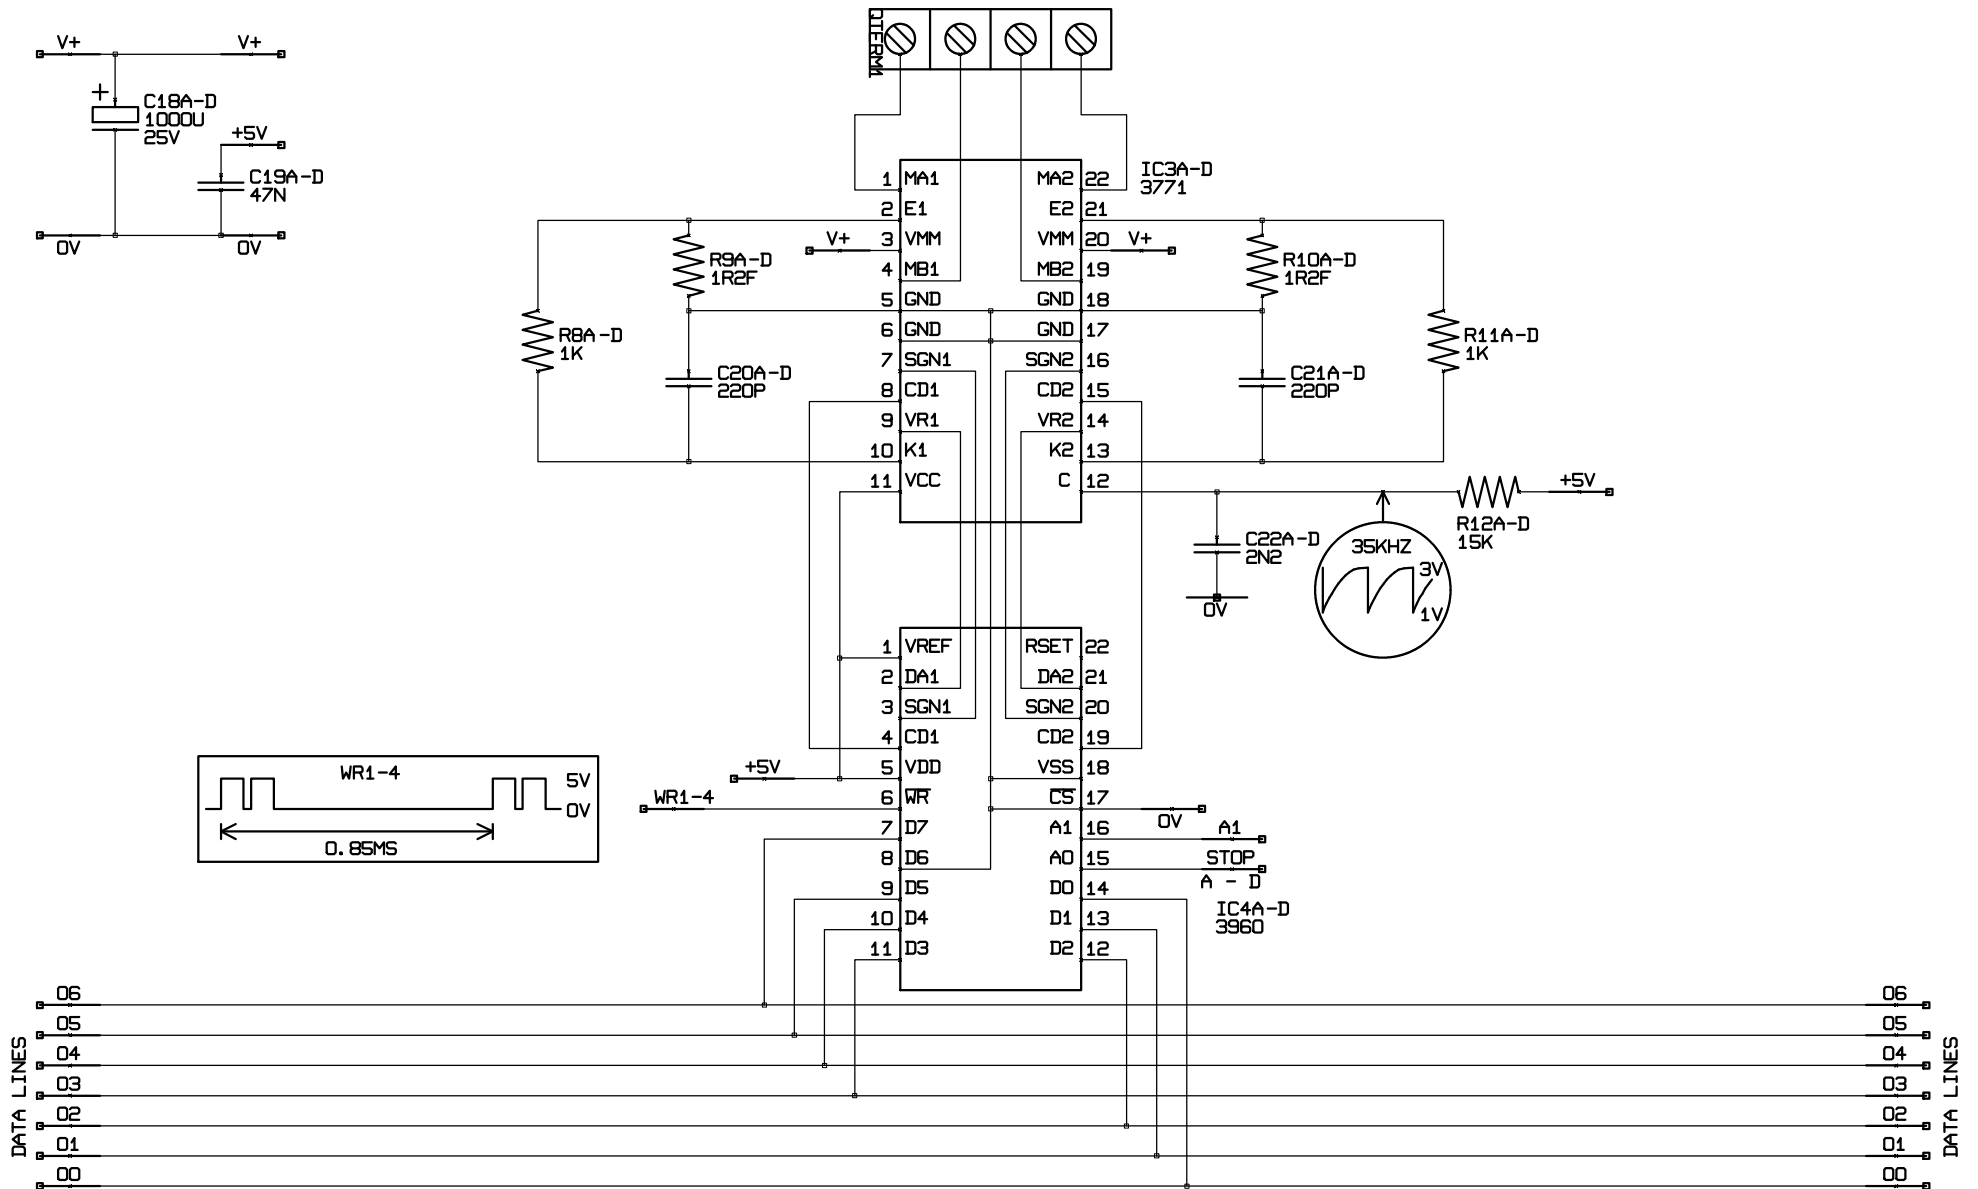 QTERM1
V+
V+
C18A-D
1000U
25V
+5V
C19A-D
47N
0V
0V
IC3A-D
3771
1 MA1
MA2 22
2 E1
E2 21
3 VMM
VMM 20
4 MB1
MB2 19
5 GND
GND 18
6 GND
GND 17
7 SGN1
SGN2 16
8 CD1
CD2 15
9 VR1
VR2 14
10 K1
K2 13
11 VCC
C 12
V+
V+
R9A-D
1R2F
R10A-D
1R2F
R8A-D
1K
R11A-D
1K
C20A-D
220P
C21A-D
220P
+5V
R12A-D
15K
C22A-D
2N2
0V
35KHZ
3V
1V
1 VREF
RSET 22
2 DA1
DA2 21
3 SGN1
SGN2 20
4 CD1
CD2 19
5 VDD
VSS 18
6 WR
CS 17
7 D7
A1 16
8 D6
A0 15
9 D5
D0 14
10 D4
D1 13
11 D3
D2 12
+5V
WR1-4
0V
A1
STOP
A - D
IC4A-D
3960
WR1-4
5V
0V
0.85MS
DATA LINES
06
05
04
03
02
01
00
06
05
04
03
02
01
00
DATA LINES